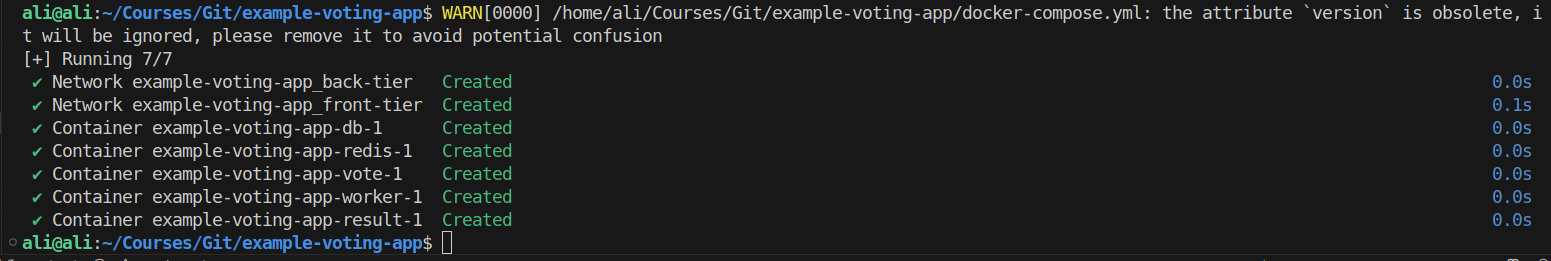 ali@ali:~/Courses/Git/example-voting-app$ WARN[0000] /home/ali/Courses/Git/example-voting-app/docker-compose.yml: the attribute `version` is obsolete, i
t will be ignored, please remove it to avoid potential confusion
[+] Running 7/7
✔ Network example-voting-app_back-tier Created 0.0s
✔ Network example-voting-app_front-tier Created 0.1s
✔ Container example-voting-app-db-1 Created 0.0s
✔ Container example-voting-app-redis-1 Created 0.0s
✔ Container example-voting-app-vote-1 Created 0.0s
✔ Container example-voting-app-worker-1 Created 0.0s
✔ Container example-voting-app-result-1 Created 0.0s
ali@ali:~/Courses/Git/example-voting-app$